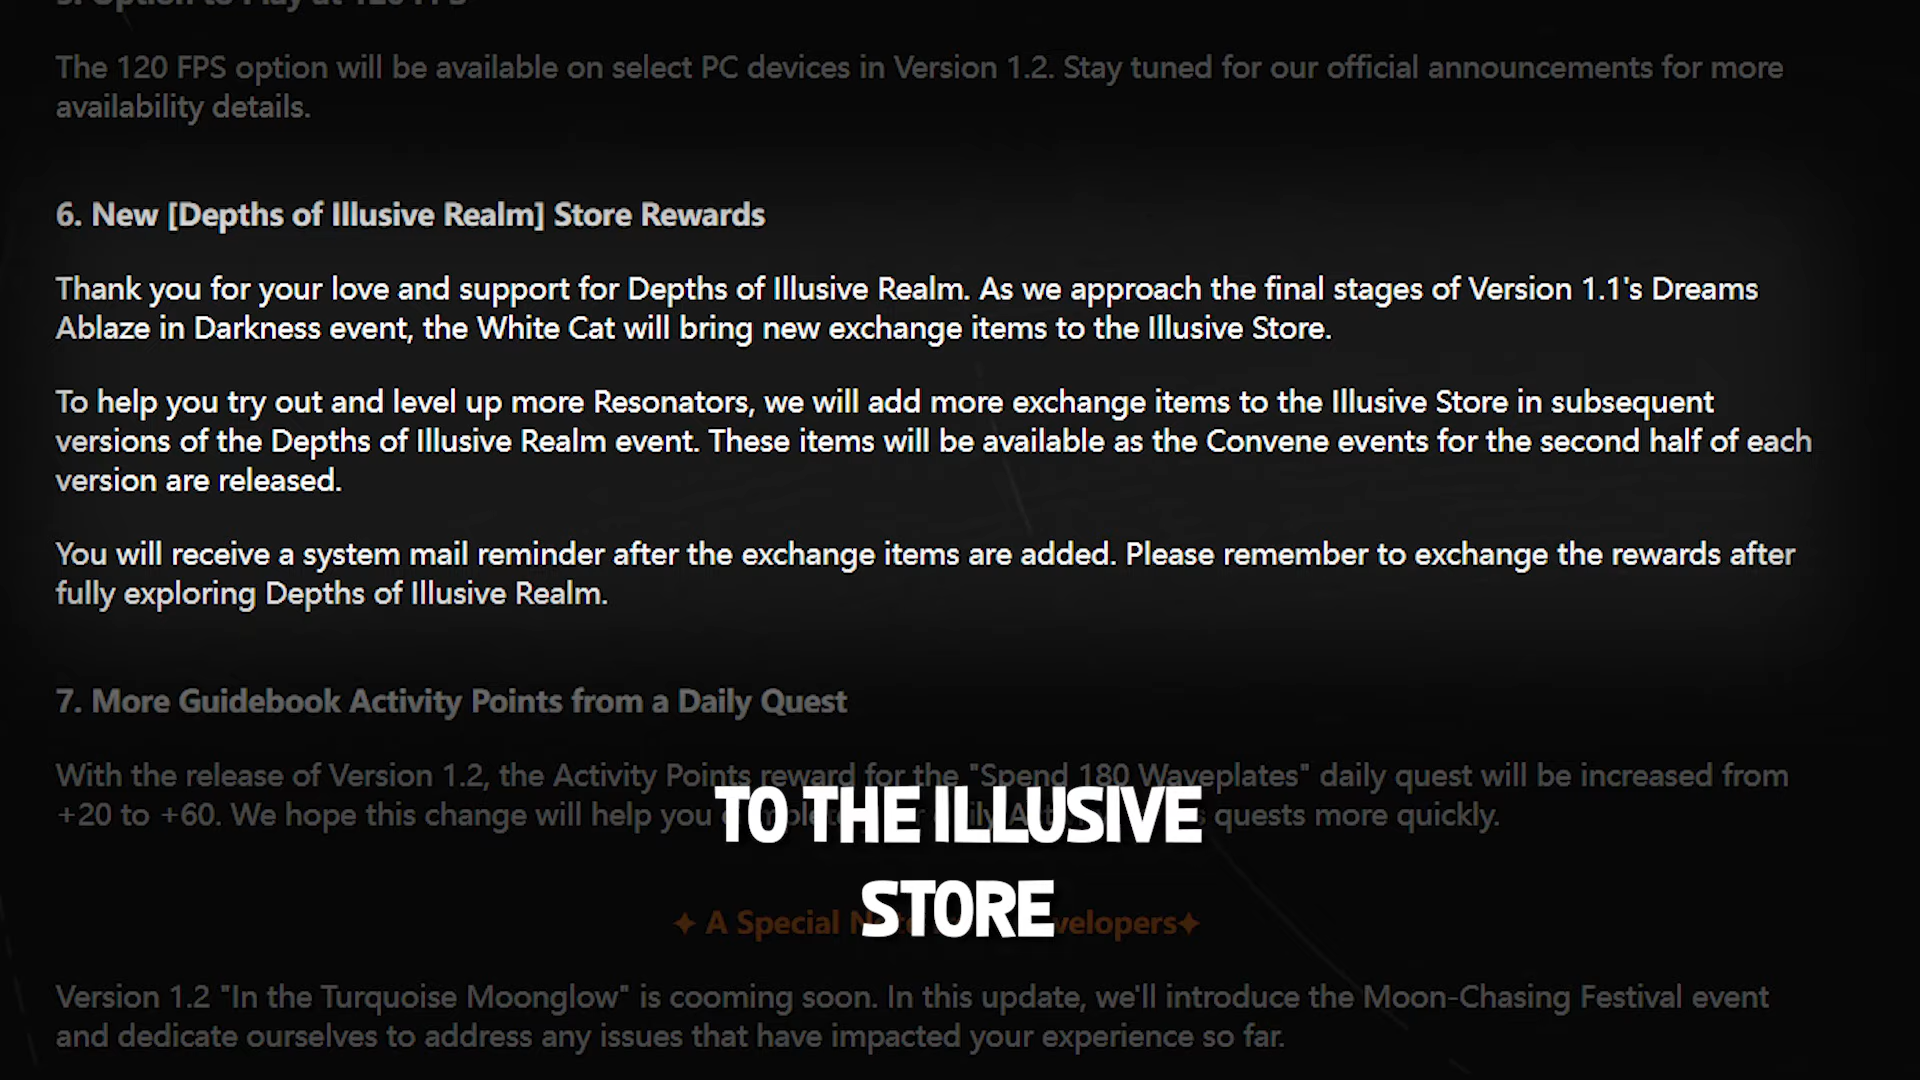 5. Option to Play at 120 FPS
The 120 FPS option will be available on select PC devices in Version 1.2. Stay tuned for our official announcements for more
availability details.
6. New [Depths of Illusive Realm] Store Rewards
Thank you for your love and support for Depths of Illusive Realm. As we approach the final stages of Version 1.1's Dreams
Ablaze in Darkness event, the White Cat will bring new exchange items to the Illusive Store.
To help you try out and level up more Resonators, we will add more exchange items to the Illusive Store in subsequent
versions of the Depths of Illusive Realm event. These items will be available as the Convene events for the second half of each
version are released.
You will receive a system mail reminder after the exchange items are added. Please remember to exchange the rewards after
fully exploring Depths of Illusive Realm.
7. More Guidebook Activity Points from a Daily Quest
With the release of Version 1.2, the Activity Points reward for the "Spend 180 Waveplates" daily quest will be increased from
+20 to +60. We hope this change will help you quests more quickly.
TO THE ILLUSIVE
STORE
✦ A Special ✦
Version 1.2 "In the Turquoise Moonglow" is cooming soon. In this update, we'll introduce the Moon-Chasing Festival event
and dedicate ourselves to address any issues that have impacted your experience so far.